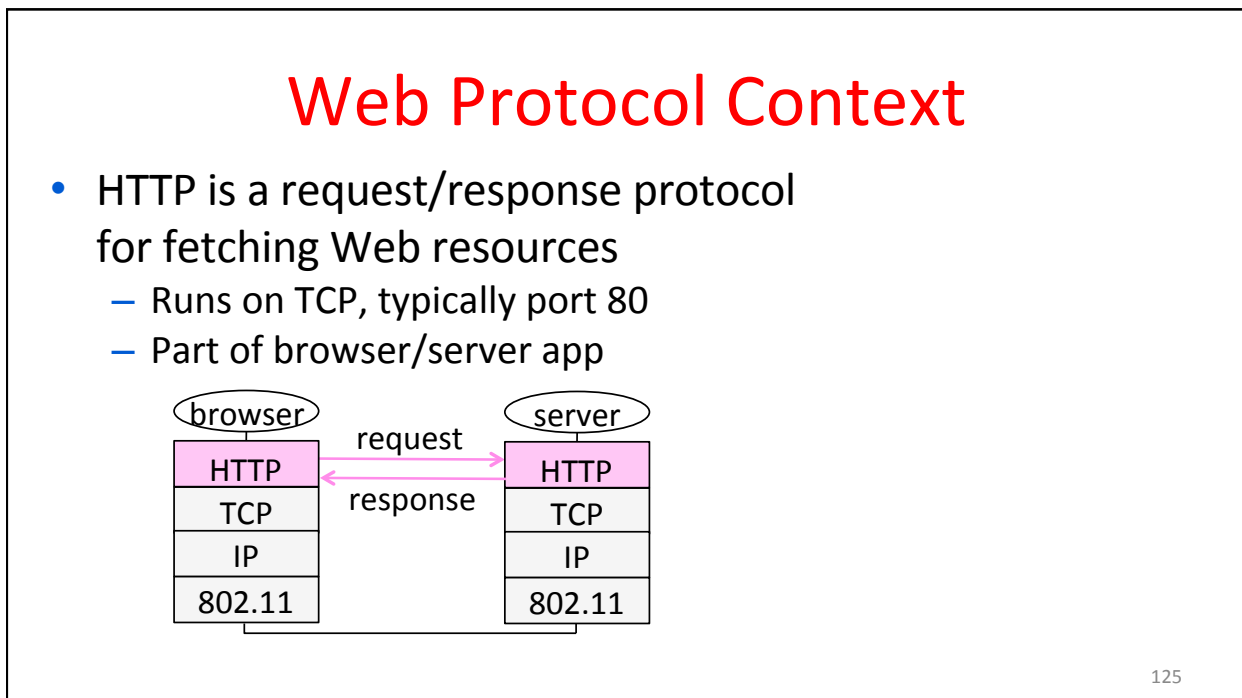 Web Protocol Context
• HTTP is a request/response protocol
for fetching Web resources
– Runs on TCP, typically port 80
– Part of browser/server app
browser
server
request
HTTP
HTTP
response
TCP
TCP
IP
IP
802.11
802.11
125